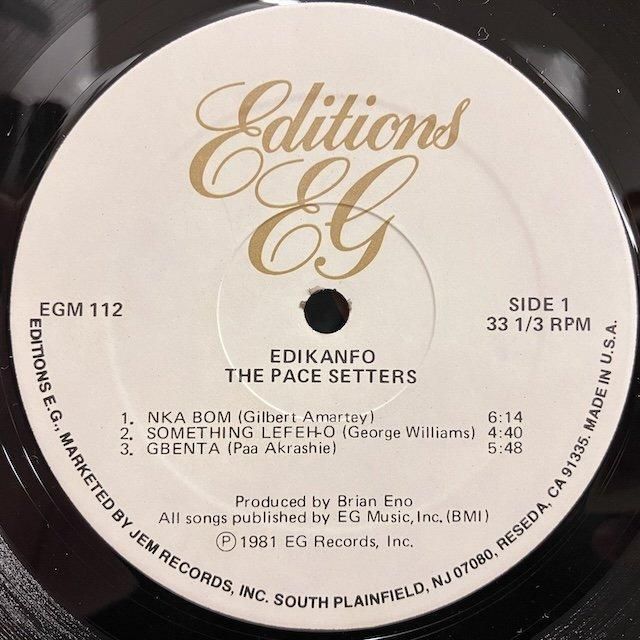 Editions
EG
EGM 112
SIDE 1
33 1/3 RPM
EDIKANFO
THE PACE SETTERS
1. NKA BOM (Gilbert Amartey) 6:14
2. SOMETHING LEFEH-O (George Williams) 4:40
3. GBENTA (Paa Akrashie) 5:48
Produced by Brian Eno
All songs published by EG Music, Inc. (BMI)
Ⓟ 1981 EG Records, Inc.
EDITIONS E.G., MARKETED BY JEM RECORDS, INC. SOUTH PLAINFIELD, NJ 07080, RESEDA, CA 91335. MADE IN U.S.A.